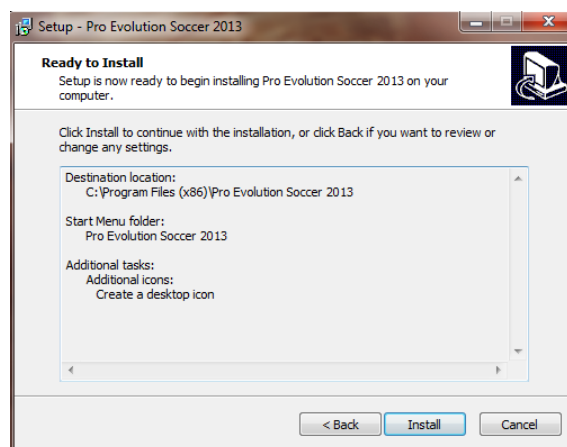 Setup - Pro Evolution Soccer 2013
Ready to Install
Setup is now ready to begin installing Pro Evolution Soccer 2013 on your
computer.
Click Install to continue with the installation, or click Back if you want to review or
change any settings.
Destination location:
C:\Program Files (x86)\Pro Evolution Soccer 2013
Start Menu folder:
Pro Evolution Soccer 2013
Additional tasks:
Additional icons:
Create a desktop icon
< Back
Install
Cancel